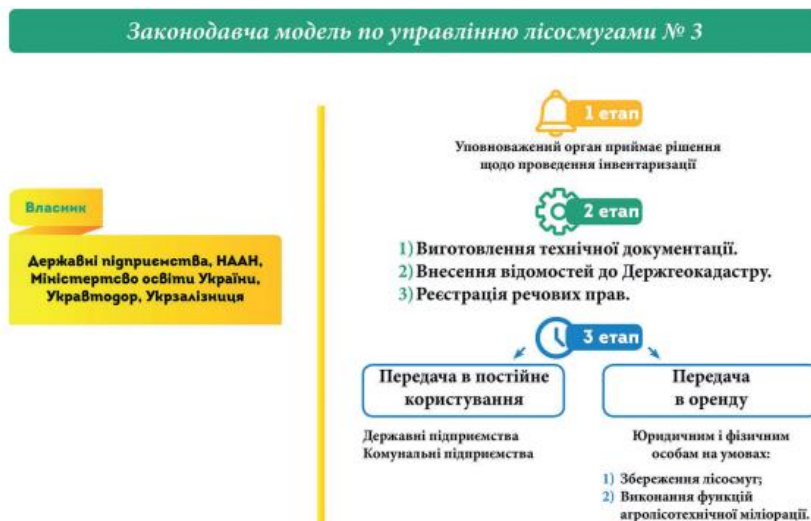 Законодавча модель по управлінню лісосмугами № 3
Власник
Державні підприємства, НААН,
Міністертсво освіти України,
Укравтодор, Укрзалізниця
1 етап
Уповноважений орган приймає рішення
щодо проведення інвентаризації
2 етап
1) Виготовлення технічної документації.
2) Внесення відомостей до Держгеокадастру.
3) Реєстрація речових прав.
3 етап
Передача в постійне
користування
Державні підприємства
Комунальні підприємства
Передача
в оренду
Юридичним і фізичним
особам на умовах:
1) Збереження лісосмуг;
2) Виконання функцій
агролісотехнічної міліорації.